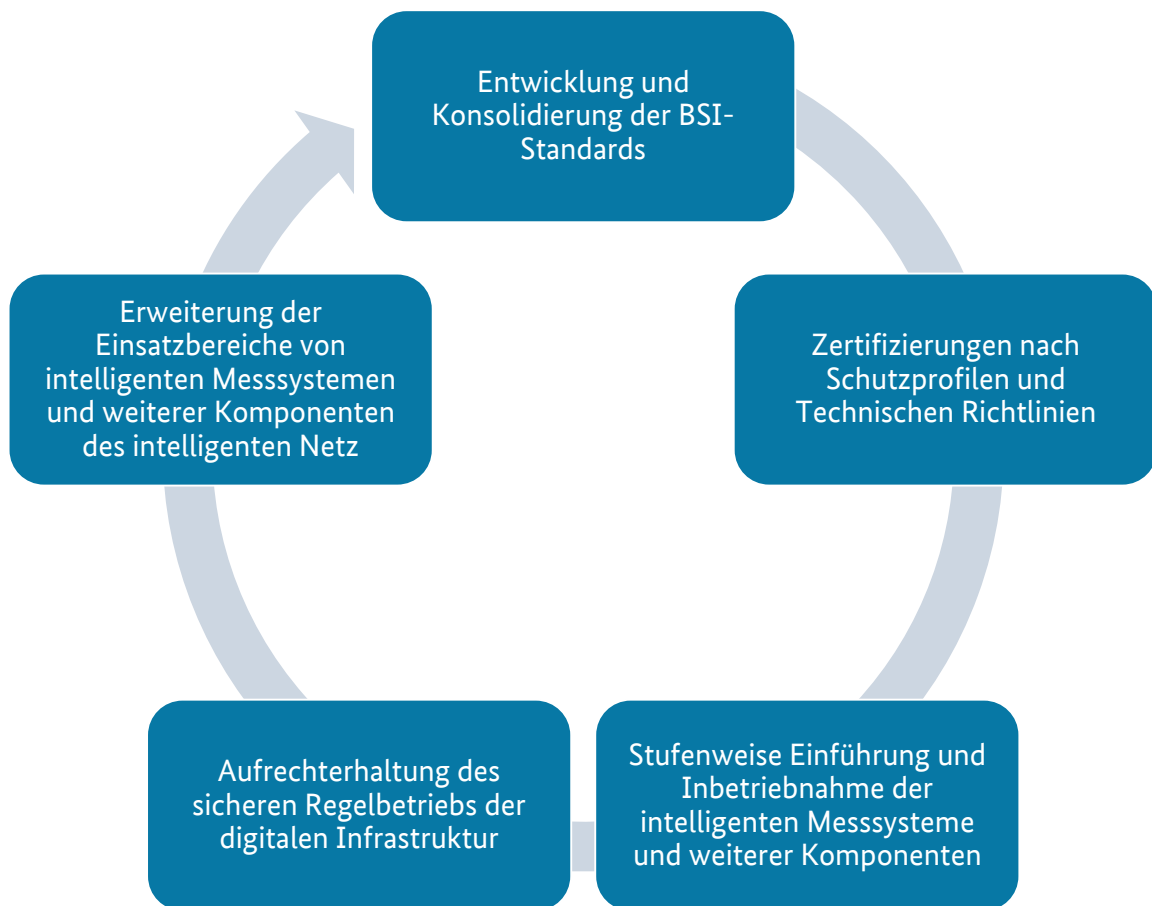 Entwicklung und
Konsolidierung der BSI-
Standards
Zertifizierungen nach
Schutzprofilen und
Technischen Richtlinien
Stufenweise Einführung und
Inbetriebnahme der
intelligenten Messsysteme
und weiterer Komponenten
Aufrechterhaltung des
sicheren Regelbetriebs der
digitalen Infrastruktur
Erweiterung der
Einsatzbereiche von
intelligenten Messsystemen
und weiterer Komponenten
des intelligenten Netz